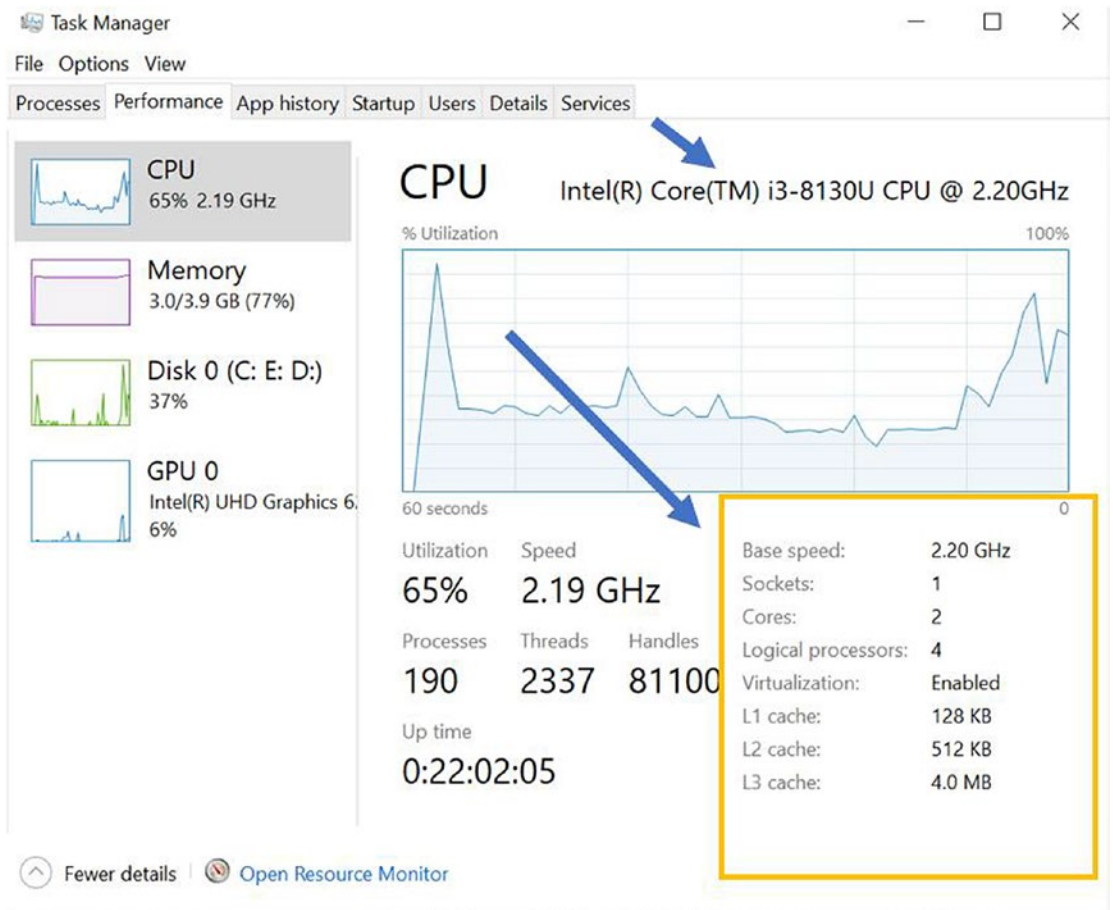 Task Manager
File Options View
Processes Performance App history Startup Users Details Services
CPU
65% 2.19 GHz
Memory
3.0/3.9 GB (77%)
Disk 0 (C: E: D:)
37%
GPU 0
Intel(R) UHD Graphics 6
6%
CPU Intel(R) Core(TM) i3-8130U CPU @ 2.20GHz
% Utilization 100%
60 seconds 0
Utilization Speed
65% 2.19 GHz
Processes Threads Handles
190 2337 81100
Up time
0:22:02:05
Base speed: 2.20 GHz
Sockets: 1
Cores: 2
Logical processors: 4
Virtualization: Enabled
L1 cache: 128 KB
L2 cache: 512 KB
L3 cache: 4.0 MB
Fewer details Open Resource Monitor